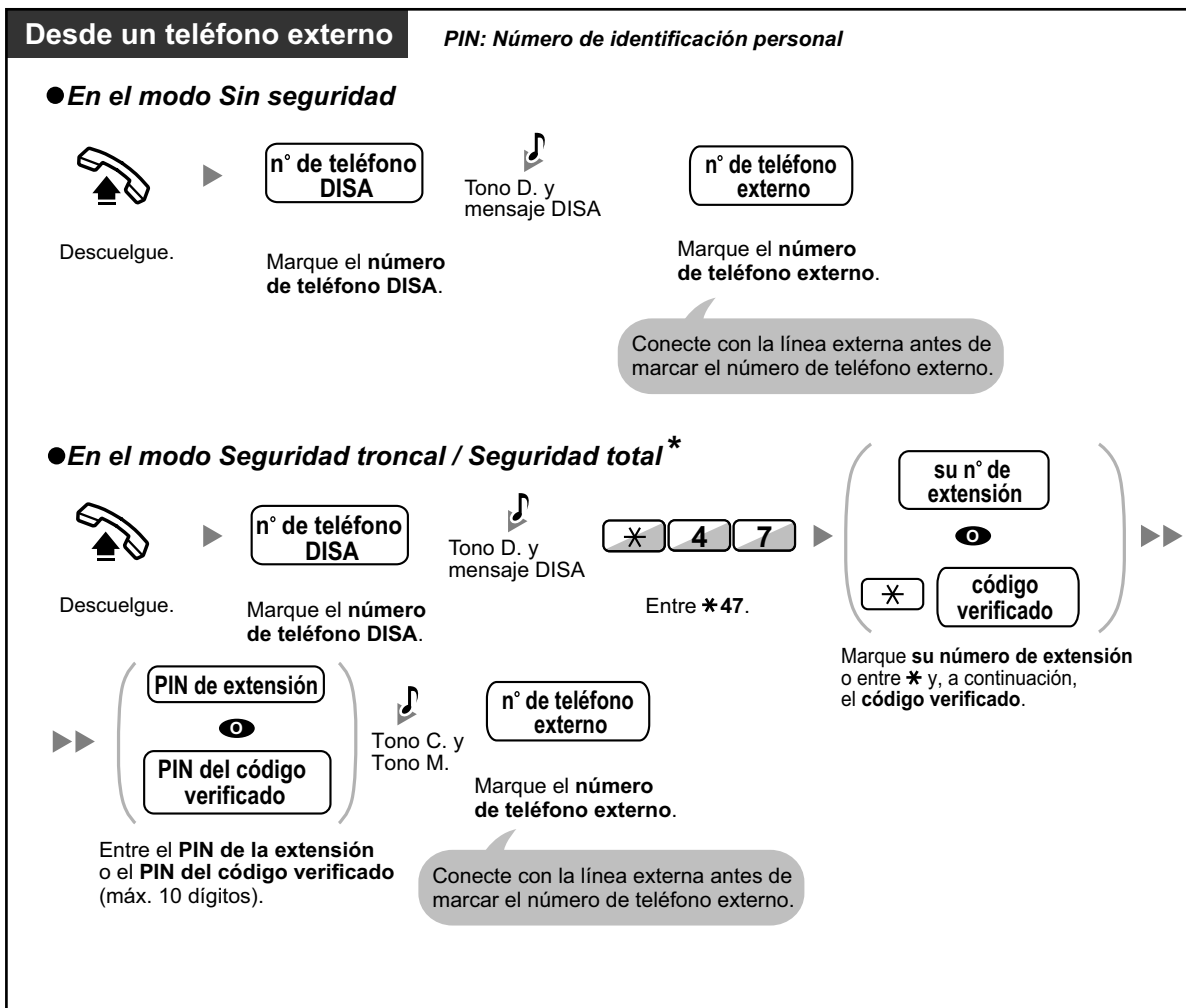 Desde un teléfono externo
PIN: Número de identificación personal
●En el modo Sin seguridad
n° de teléfono
DISA
Tono D. y
mensaje DISA
n° de teléfono
externo
Descuelgue.
Marque el número
de teléfono DISA.
Marque el número
de teléfono externo.
Conecte con la línea externa antes de
marcar el número de teléfono externo.
●En el modo Seguridad troncal / Seguridad total*
n° de teléfono
DISA
Tono D. y
mensaje DISA
* 4 7
su n° de
extensión
O
* código
verificado
Descuelgue.
Marque el número
de teléfono DISA.
Entre *47.
Marque su número de extensión
o entre * y, a continuación,
el código verificado.
PIN de extensión
O
PIN del código
verificado
Tono C. y
Tono M.
n° de teléfono
externo
Marque el número
de teléfono externo.
Entre el PIN de la extensión
o el PIN del código verificado
(máx. 10 dígitos).
Conecte con la línea externa antes de
marcar el número de teléfono externo.